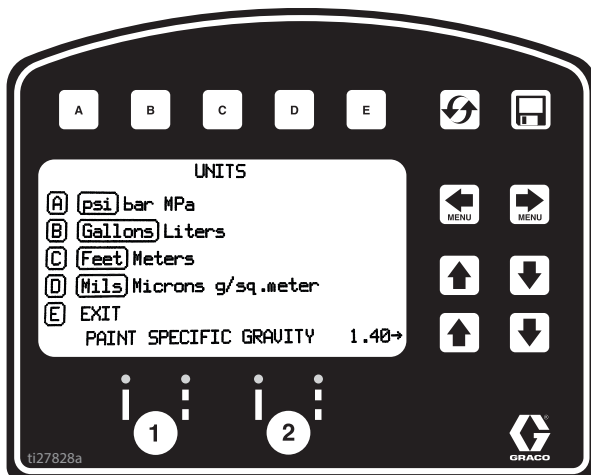 A B C D E
UNITS
A psi bar MPa
MENU MENU
B Gallons Liters
C Feet Meters
D Mils Microns g/sq.meter
E EXIT
PAINT SPECIFIC GRAVITY 1.40→
1 2
ti27828a
GRACO